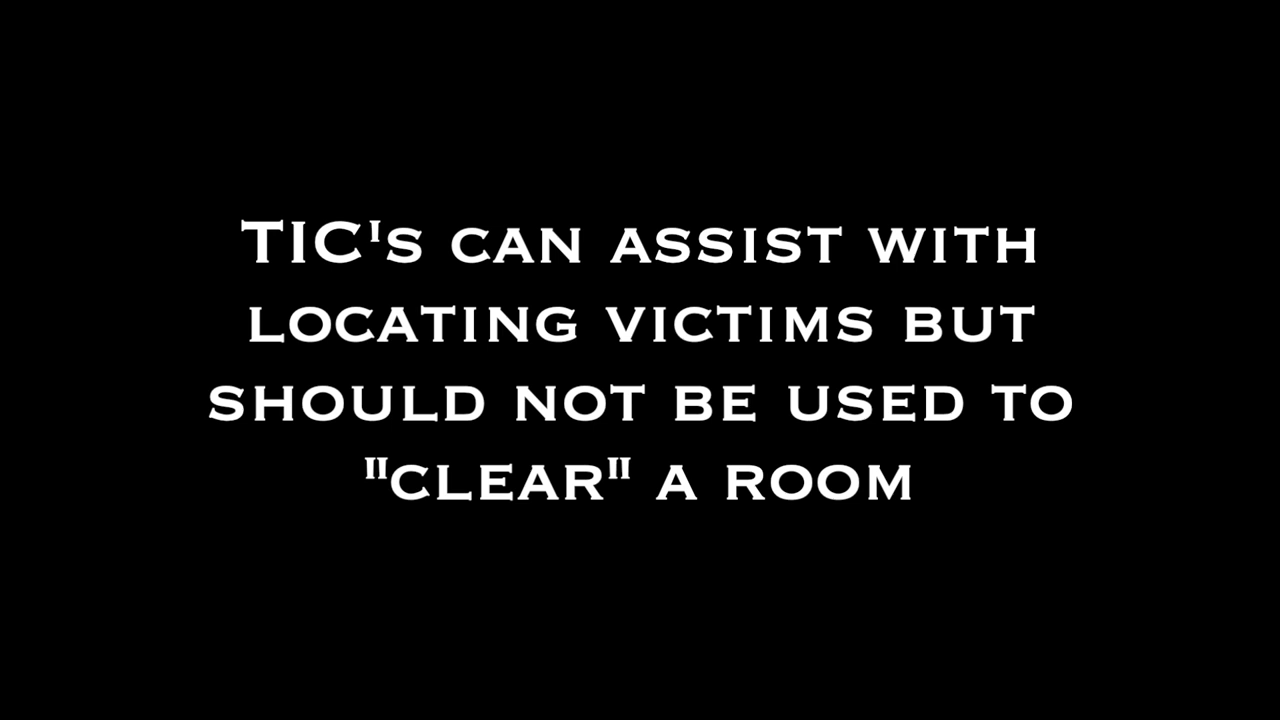 TIC's can assist with
locating victims but
should not be used to
"clear" a room